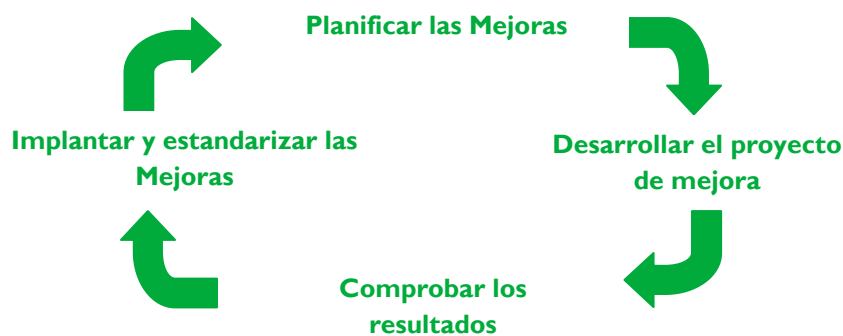 Planificar las Mejoras
Desarrollar el proyecto
de mejora
Comprobar los
resultados
Implantar y estandarizar las
Mejoras